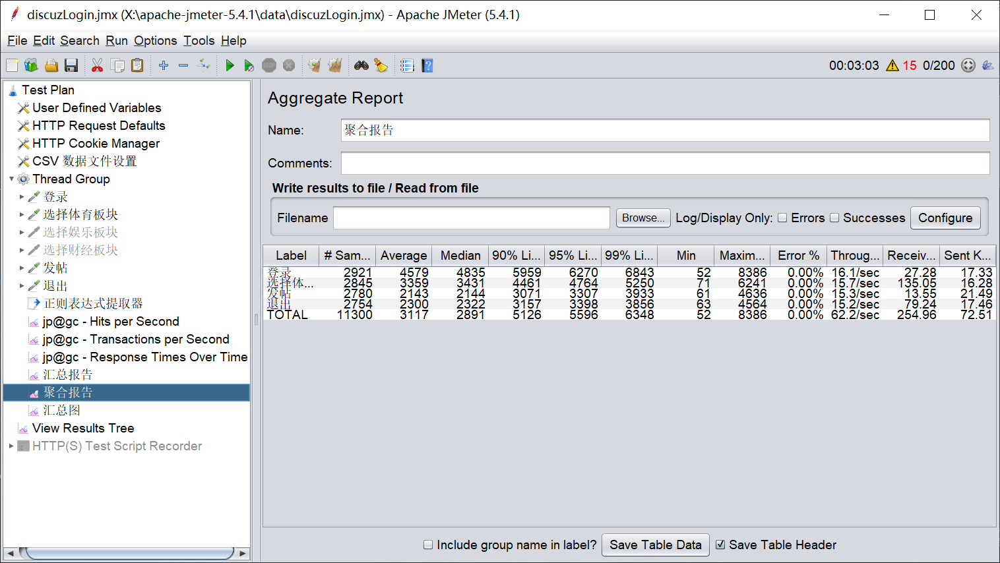 discuzLogin.jmx (X:\apache-jmeter-5.4.1\data\discuzLogin.jmx) - Apache JMeter (5.4.1)
File Edit Search Run Options Tools Help
00:03:03 15 0/200
Test Plan
User Defined Variables
HTTP Request Defaults
HTTP Cookie Manager
CSV 数据文件设置
Thread Group
登录
选择体育板块
选择娱乐板块
选择财经板块
发帖
退出
正则表达式提取器
jp@gc - Hits per Second
jp@gc - Transactions per Second
jp@gc - Response Times Over Time
汇总报告
聚合报告
汇总图
View Results Tree
HTTP(S) Test Script Recorder
Aggregate Report
Name: 聚合报告
Comments:
Write results to file / Read from file
Filename Browse... Log/Display Only: Errors Successes Configure
Label # Sam... Average Median 90% Li... 95% Li... 99% Li... Min Maxim... Error % Throug... Receiv... Sent K...
登录 2921 4579 4835 5959 6270 6843 52 8386 0.00% 16.1/sec 27.28 17.33
选择体... 2845 3359 3431 4461 4764 5250 71 6241 0.00% 15.7/sec 135.05 16.28
发帖 2780 2143 2144 3071 3307 3933 61 4636 0.00% 15.3/sec 13.55 21.49
退出 2754 2300 2322 3157 3398 3856 63 4564 0.00% 15.2/sec 79.24 17.46
TOTAL 11300 3117 2891 5126 5596 6348 52 8386 0.00% 62.2/sec 254.96 72.51
Include group name in label? Save Table Data Save Table Header